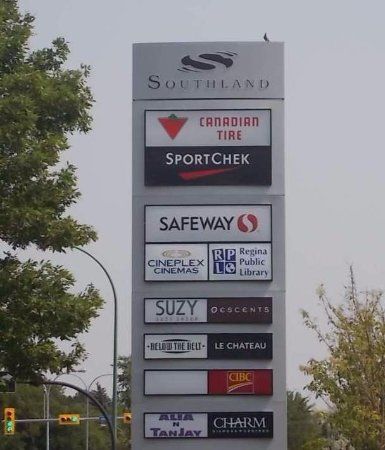 SOUTHLAND
CANADIAN
TIRE
SPORTCHEK
SAFEWAY
CINEPLEX
CINEMAS
RPL
Regina
Public
Library
SUZY
BELOW THE BELT
LE CHATEAU
CIBC
ALIA
N
TANJAY
CHARM